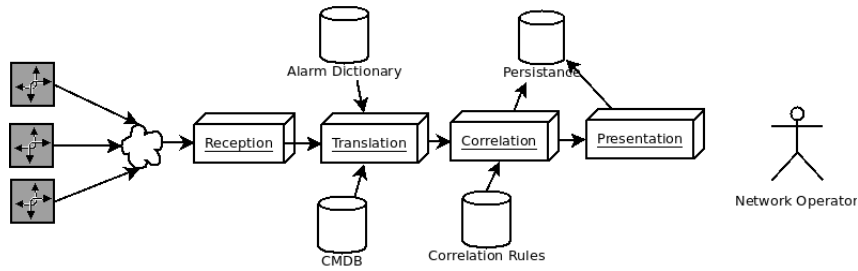 Alarm Dictionary
Persistance
Reception
Translation
Correlation
Presentation
Network Operator
CMDB
Correlation Rules